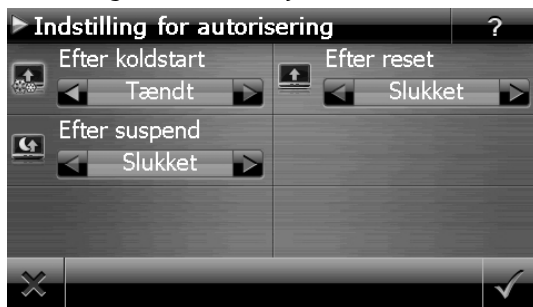 Indstilling for autorisering ?
Efter koldstart
Tændt
Efter reset
Slukket
Efter suspend
Slukket